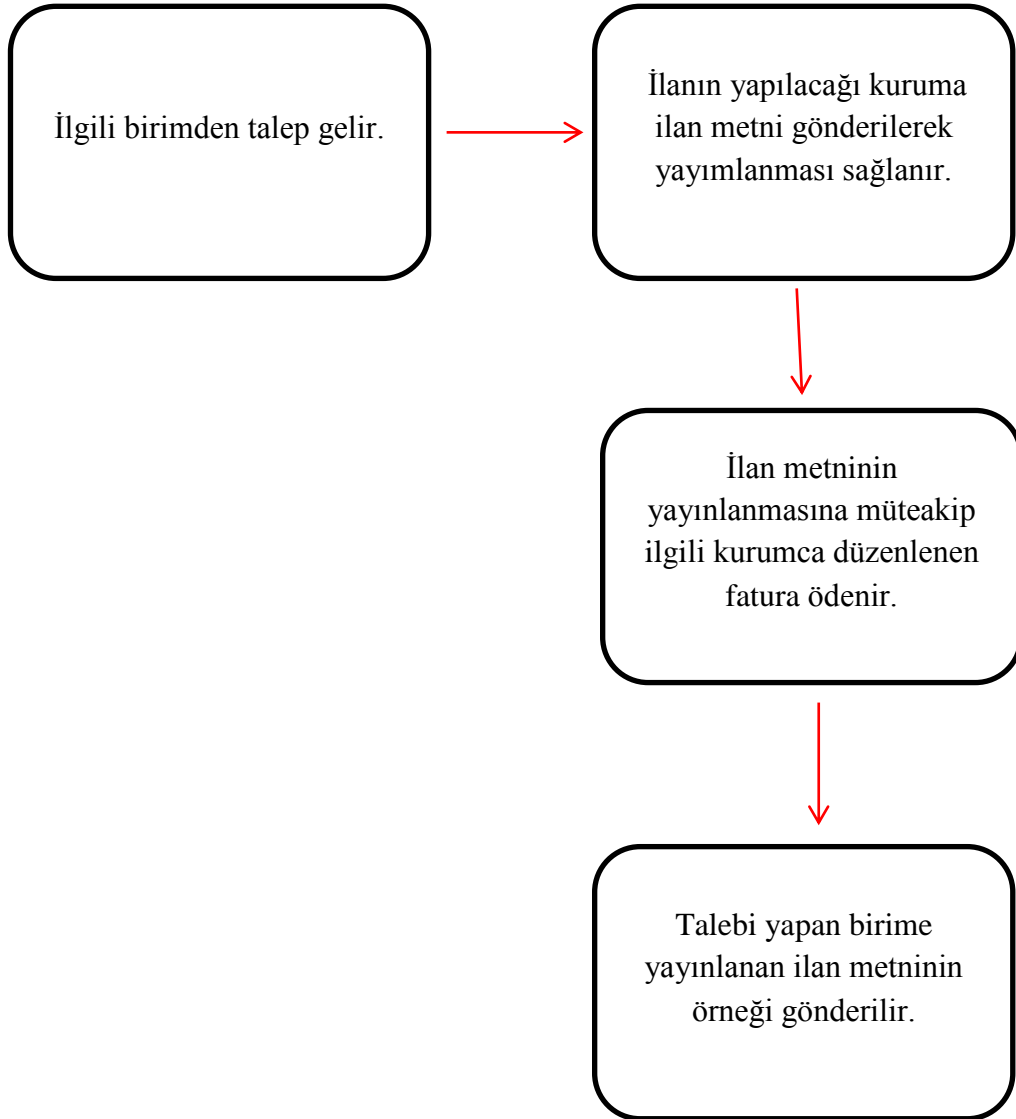 İlgili birimden talep gelir.
İlanın yapılacağı kuruma
ilan metni gönderilerek
yayımlanması sağlanır.
İlan metninin
yayınlanmasına müteakip
ilgili kurumca düzenlenen
fatura ödenir.
Talebi yapan birime
yayınlanan ilan metninin
örneği gönderilir.